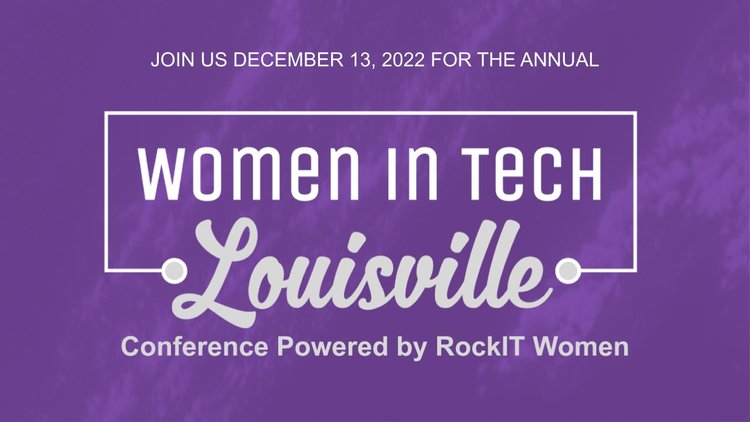 JOIN US DECEMBER 13, 2022 FOR THE ANNUAL
WOMEN IN TECH
Louisville
Conference Powered by RockIT Women